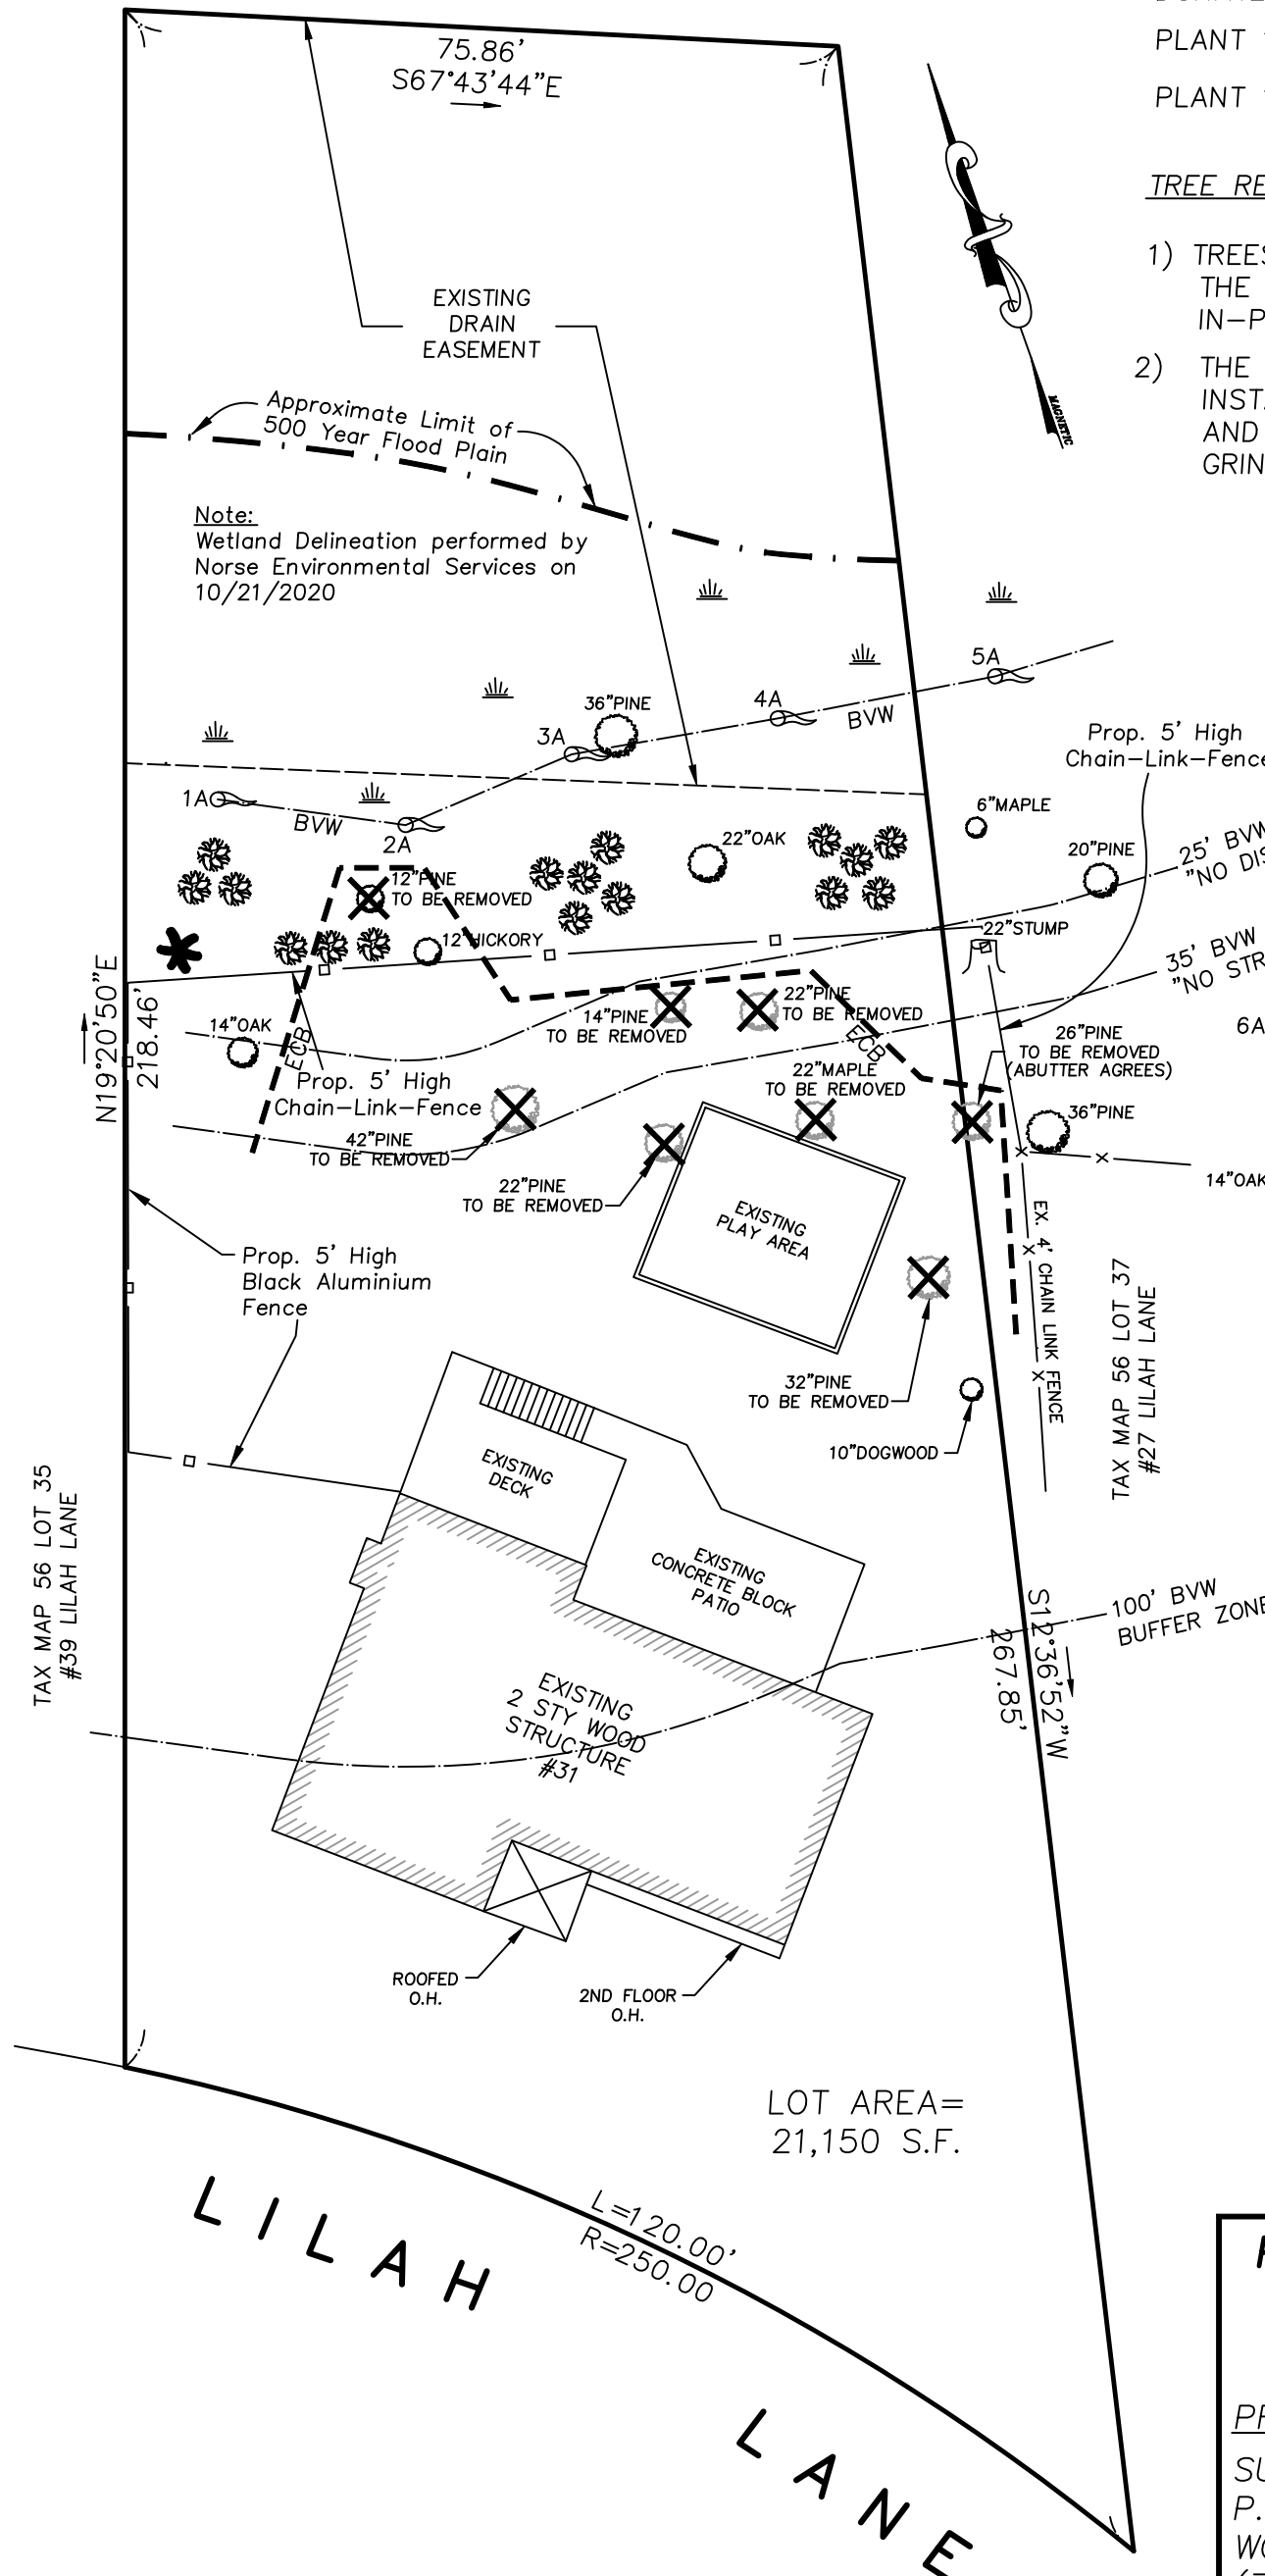 PLANT
PLANT
75.86'
S67°43'44"E
TREE RE
1) TREES
THE
IN-P
2) THE
INSTA
AND
GRIN
MAGNETIC
EXISTING
DRAIN
EASEMENT
Approximate Limit of
500 Year Flood Plain
Note:
Wetland Delineation performed by
Norse Environmental Services on
10/21/2020
5A
4A
BVW
36"PINE
3A
Prop. 5' High
Chain-Link-Fence
1A
BVW
2A
6"MAPLE
22"OAK
20"PINE
25' BVW
"NO DIS
12"PINE
TO BE REMOVED
12"HICKORY
22"STUMP
35' BVW
"NO STR
N19°20'50"E
218.46'
14"OAK
ECB
14"PINE
TO BE REMOVED
22"PINE
TO BE REMOVED
ECB
6A
26"PINE
TO BE REMOVED
(ABUTTER AGREES)
Prop. 5' High
Chain-Link-Fence
22"MAPLE
TO BE REMOVED
36"PINE
42"PINE
TO BE REMOVED
22"PINE
TO BE REMOVED
14"OAK
EXISTING
PLAY AREA
EX. 4' CHAIN LINK FENCE
Prop. 5' High
Black Aluminium
Fence
TAX MAP 56 LOT 37
#27 LILAH LANE
32"PINE
TO BE REMOVED
10"DOGWOOD
EXISTING
DECK
TAX MAP 56 LOT 35
#39 LILAH LANE
EXISTING
CONCRETE BLOCK
PATIO
100' BVW
BUFFER ZONE
S12°36'52"W
267.85'
EXISTING
2 STY WOOD
STRUCTURE
#31
ROOFED
O.H.
2ND FLOOR
O.H.
LOT AREA=
21,150 S.F.
L=120.00'
R=250.00
LILAH LANE
SU
P.
WO